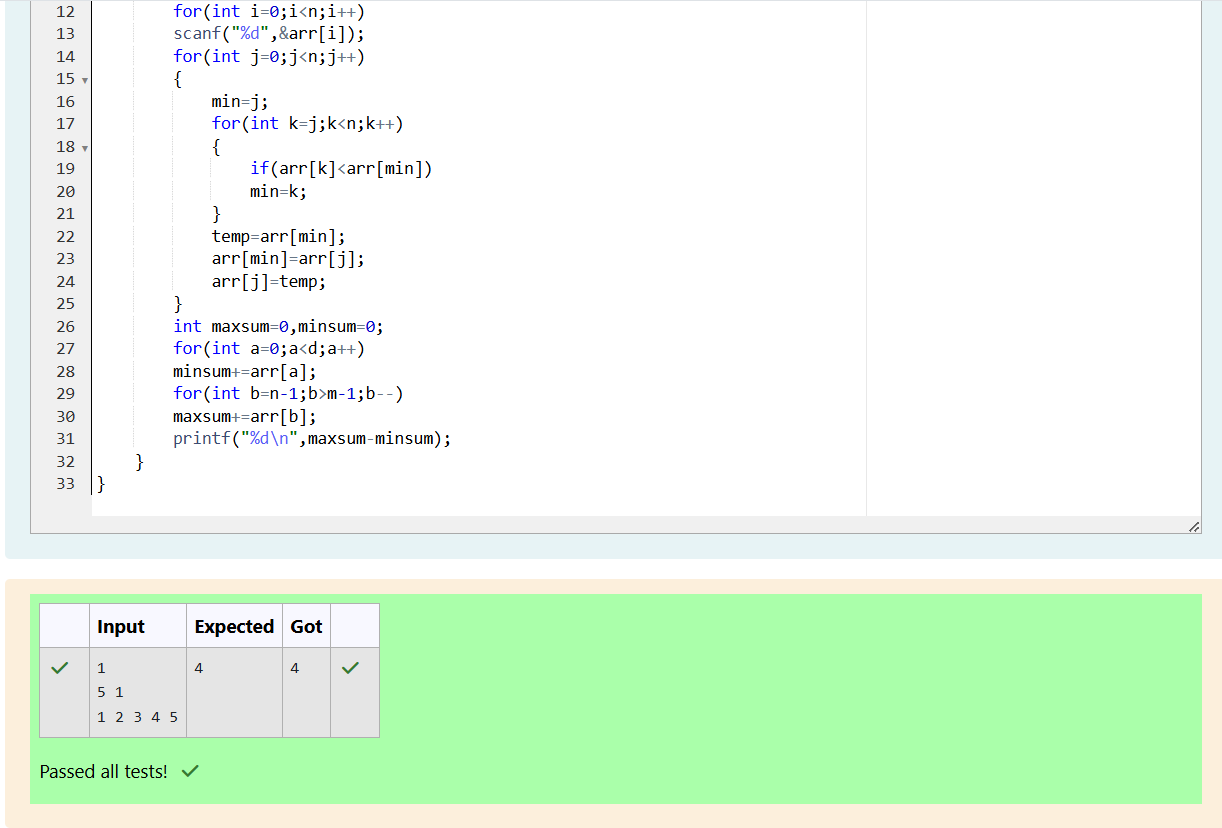 12 for(int i=0;i<n;i++)
13 scanf("%d",&arr[i]);
14 for(int j=0;j<n;j++)
15 {
16 min=j;
17 for(int k=j;k<n;k++)
18 {
19 if(arr[k]<arr[min])
20 min=k;
21 }
22 temp=arr[min];
23 arr[min]=arr[j];
24 arr[j]=temp;
25 }
26 int maxsum=0,minsum=0;
27 for(int a=0;a<d;a++)
28 minsum+=arr[a];
29 for(int b=n-1;b>m-1;b--)
30 maxsum+=arr[b];
31 printf("%d\n",maxsum-minsum);
32 }
33 }
Input Expected Got
1 4 4
5 1
1 2 3 4 5
Passed all tests!